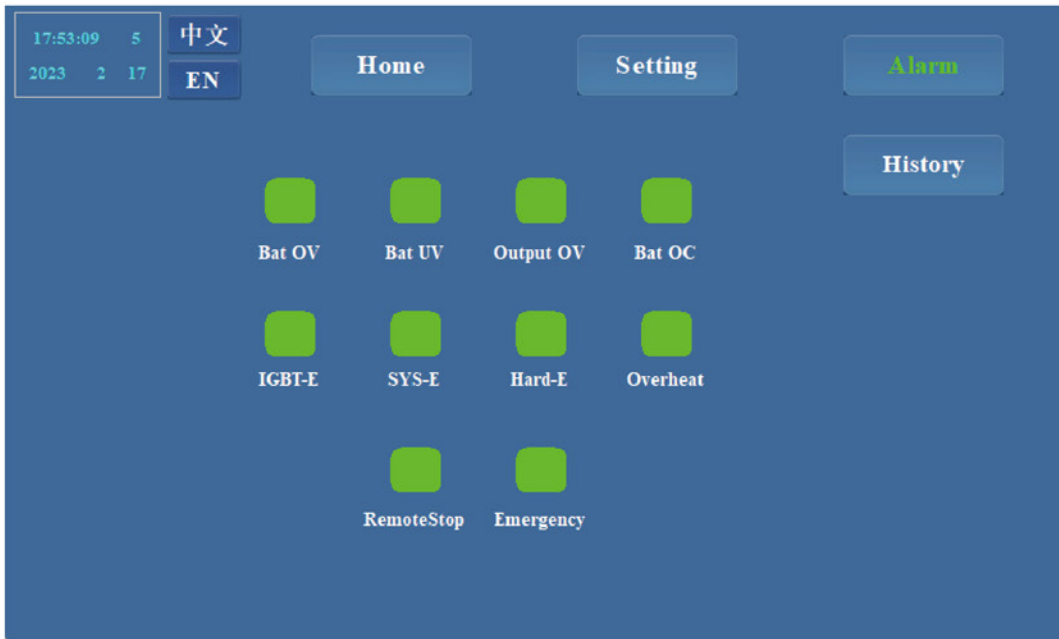 17:53:09 5
2023 2 17
中文
EN
Home
Setting
Alarm
History
Bat OV
Bat UV
Output OV
Bat OC
IGBT-E
SYS-E
Hard-E
Overheat
RemoteStop
Emergency